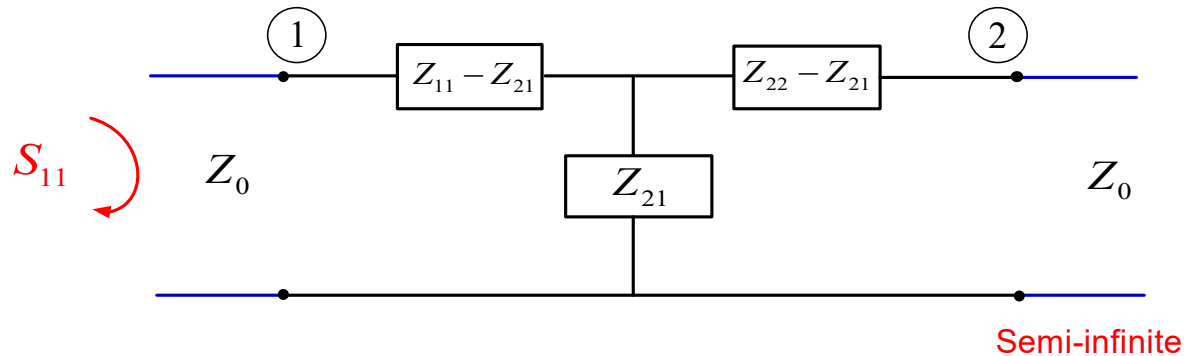 1
2
Z₁₁ − Z₂₁
Z₂₂ − Z₂₁
S₁₁
Z₀
Z₂₁
Z₀
Semi-infinite